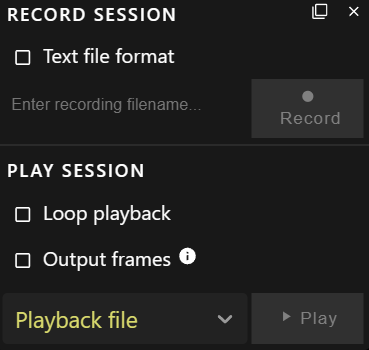 RECORD SESSION
Text file format
Enter recording filename...
Record
PLAY SESSION
Loop playback
Output frames
Playback file
Play